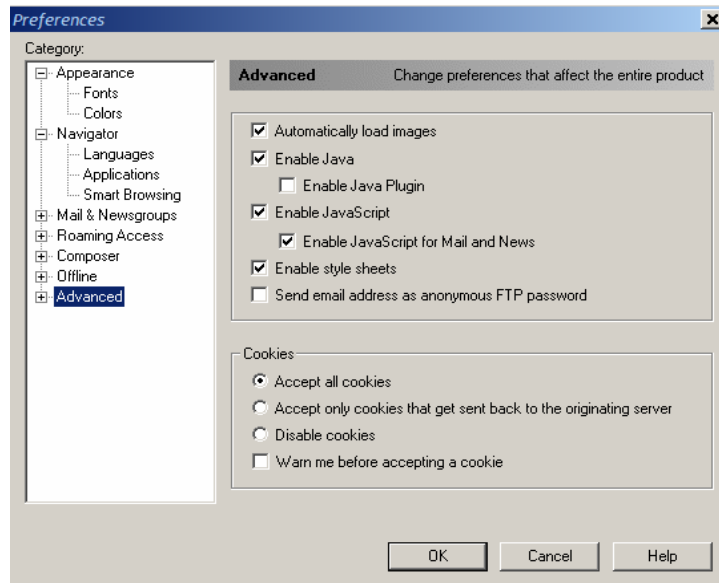 Preferences
Category:
Appearance
Fonts
Colors
Navigator
Languages
Applications
Smart Browsing
Mail & Newsgroups
Roaming Access
Composer
Offline
Advanced
Advanced Change preferences that affect the entire product
Automatically load images
Enable Java
Enable Java Plugin
Enable JavaScript
Enable JavaScript for Mail and News
Enable style sheets
Send email address as anonymous FTP password
Cookies
Accept all cookies
Accept only cookies that get sent back to the originating server
Disable cookies
Warn me before accepting a cookie
OK Cancel Help